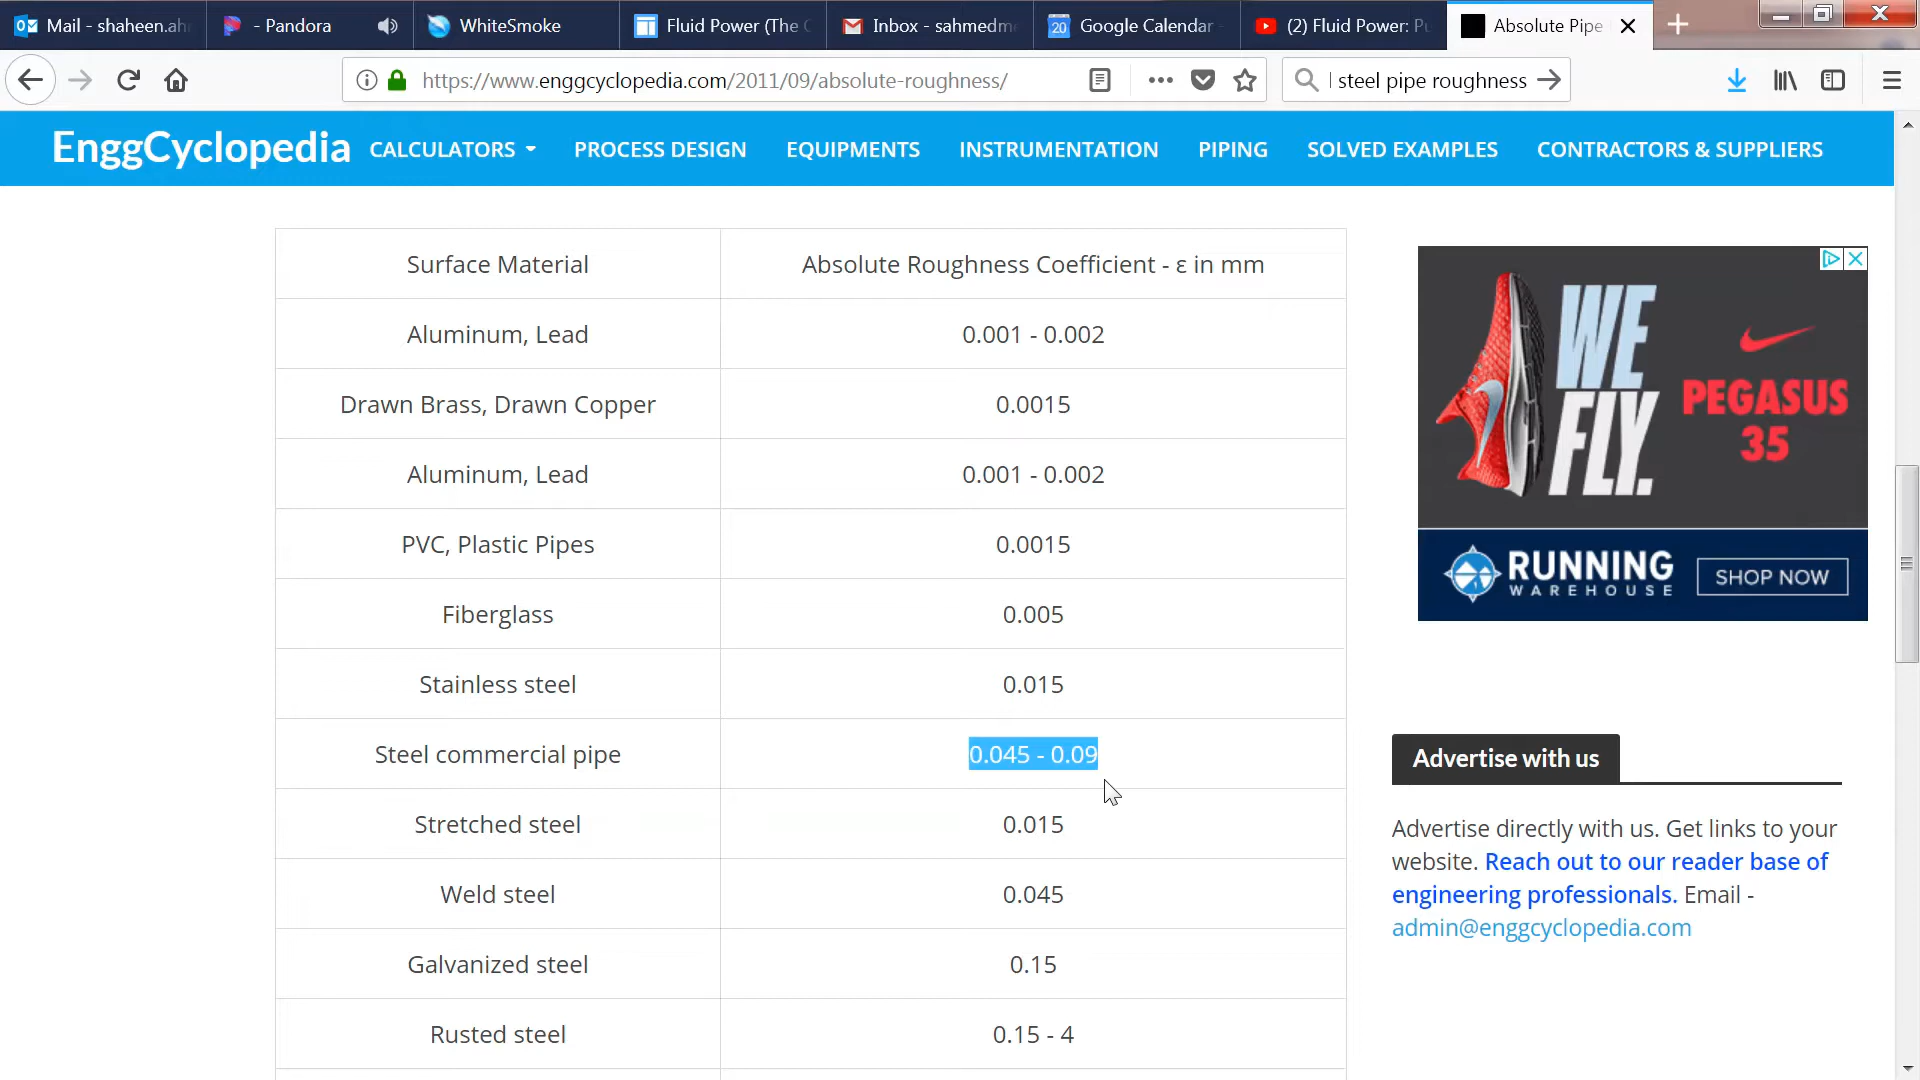 Mail - shaheen.ah
- Pandora
WhiteSmoke
Fluid Power (The C
Inbox - sahmedme
Google Calendar -
(2) Fluid Power: Pu
Absolute Pipe
https://www.enggcyclopedia.com/2011/09/absolute-roughness/
l steel pipe roughness
EnggCyclopedia
CALCULATORS
PROCESS DESIGN
EQUIPMENTS
INSTRUMENTATION
PIPING
SOLVED EXAMPLES
CONTRACTORS & SUPPLIERS
Surface Material
Absolute Roughness Coefficient - ε in mm
Aluminum, Lead
0.001 - 0.002
Drawn Brass, Drawn Copper
0.0015
Aluminum, Lead
0.001 - 0.002
PVC, Plastic Pipes
0.0015
Fiberglass
0.005
Stainless steel
0.015
Steel commercial pipe
0.045 - 0.09
Stretched steel
0.015
Weld steel
0.045
Galvanized steel
0.15
Rusted steel
0.15 - 4
WE
FLY.
PEGASUS
35
RUNNING
WAREHOUSE
SHOP NOW
Advertise with us
Advertise directly with us. Get links to your
website. Reach out to our reader base of
engineering professionals. Email -
admin@enggcyclopedia.com